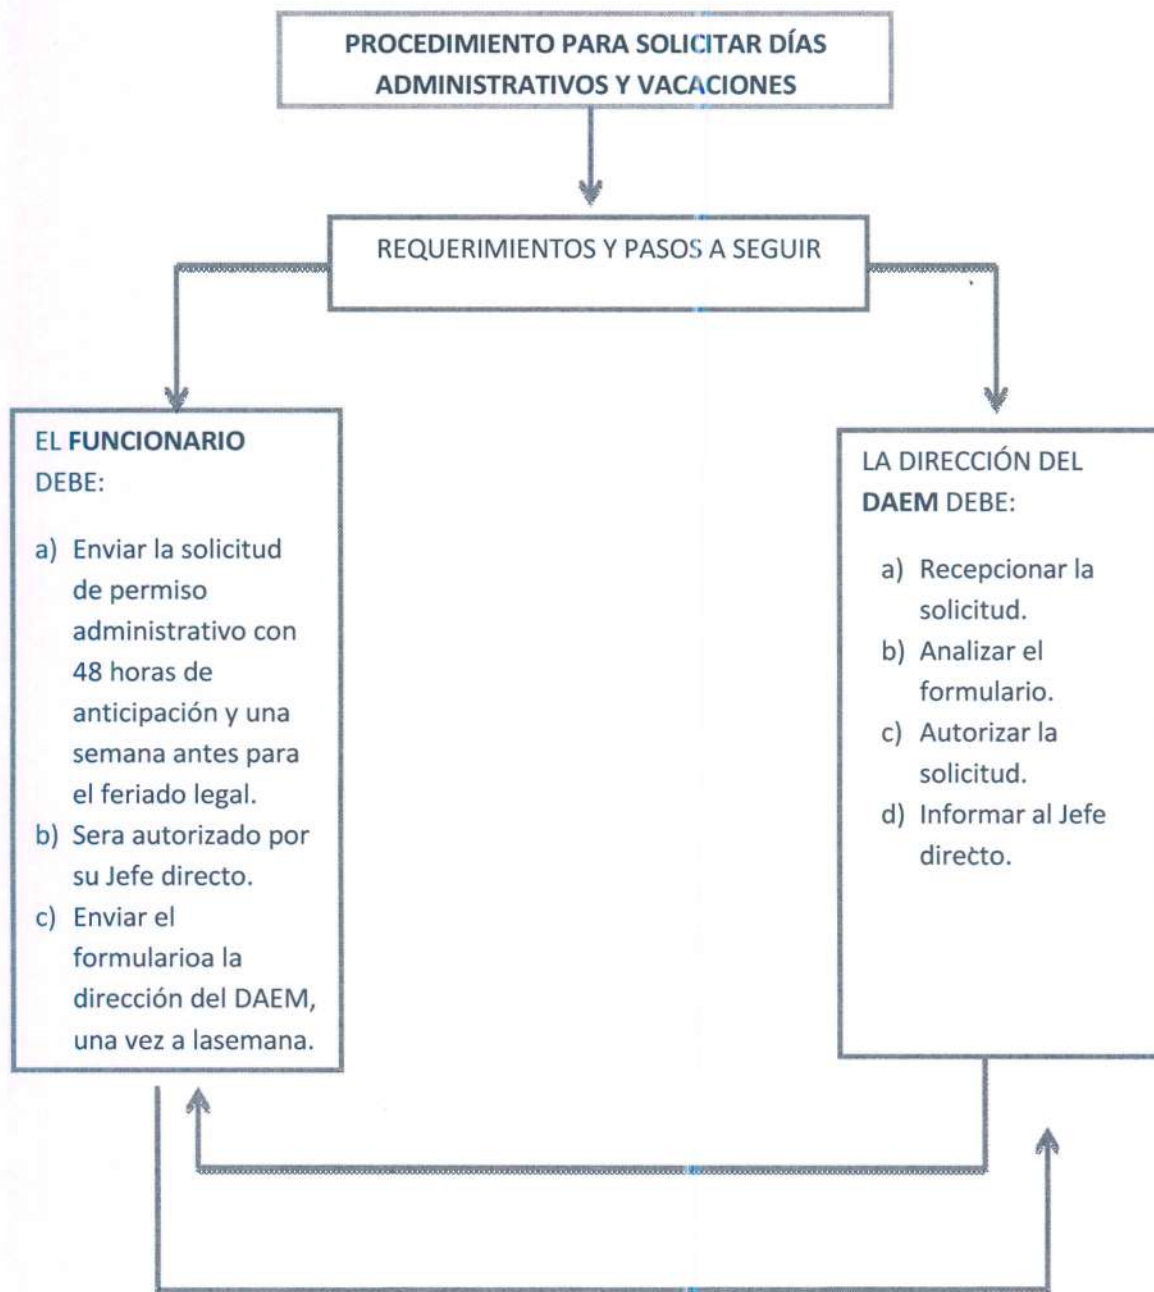 PROCEDIMIENTO PARA SOLICITAR DÍAS
ADMINISTRATIVOS Y VACACIONES
REQUERIMIENTOS Y PASOS A SEGUIR
EL FUNCIONARIO
DEBE:
a) Enviar la solicitud
de permiso
administrativo con
48 horas de
anticipación y una
semana antes para
el feriado legal.
b) Sera autorizado por
su Jefe directo.
c) Enviar el
formularioa la
dirección del DAEM,
una vez a lasemana.
LA DIRECCIÓN DEL
DAEM DEBE:
a) Recepcionar la
solicitud.
b) Analizar el
formulario.
c) Autorizar la
solicitud.
d) Informar al Jefe
directo.